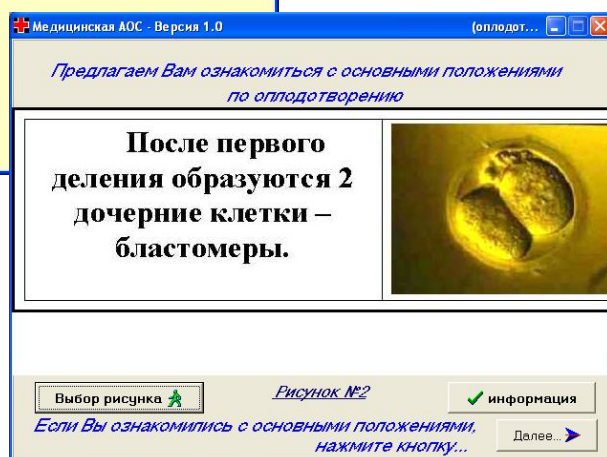 Медицинская АОС - Версия 1.0 (оплодот...
Предлагаем Вам ознакомиться с основными положениями
по оплодотворению
После первого
деления образуются 2
дочерние клетки –
бластомеры.
Выбор рисунка Рисунок №2 информация
Если Вы ознакомились с основными положениями,
нажмите кнопку... Далее...